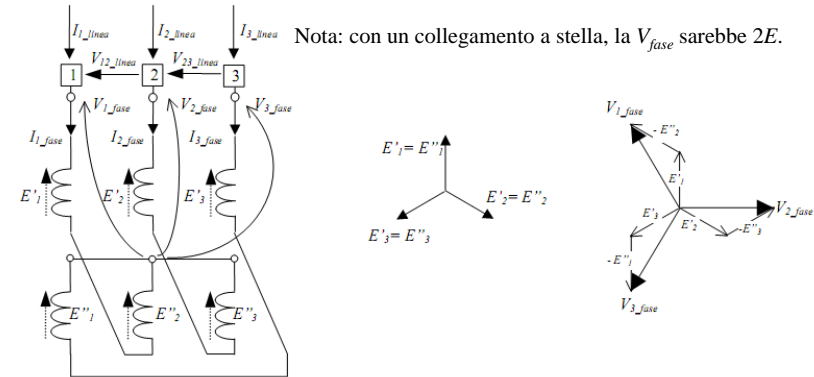 I1_linea I2_linea I3_linea
Nota: con un collegamento a stella, la Vfase sarebbe 2E.
V12_linea V23_linea
1 2 3
V1_fase V2_fase V3_fase
I1_fase I2_fase I3_fase
E'1 E'2 E'3
E''1 E''2 E''3
E'1= E''1
E'2= E''2
E'3= E''3
V1_fase
- E''2
E'1
E'3
E'2
V2_fase
-E''3
- E''1
V3_fase